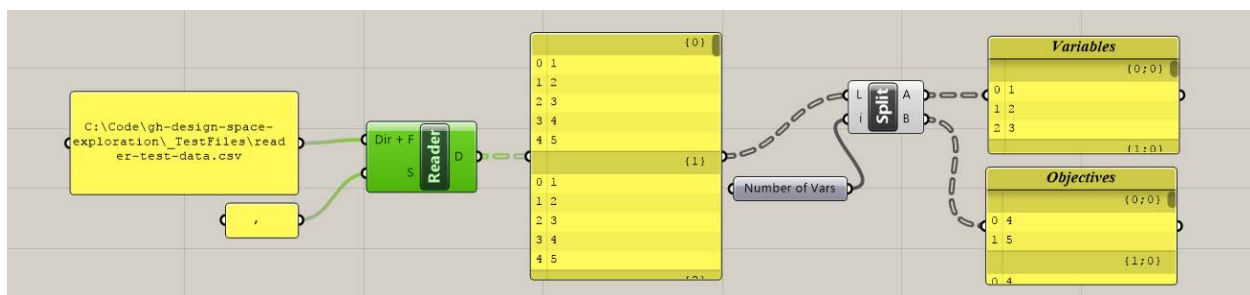 C:\Code\gh-design-space-
exploration\_TestFiles\read
er-test-data.csv
,
Dir + F
S
Reader
D
{0}
0 1
1 2
2 3
3 4
4 5
{1}
0 1
1 2
2 3
3 4
4 5
{2}
Number of Vars
L
i
Split
A
B
Variables
{0;0}
0 1
1 2
2 3
{1;0}
Objectives
{0;0}
0 4
1 5
{1;0}
0 4